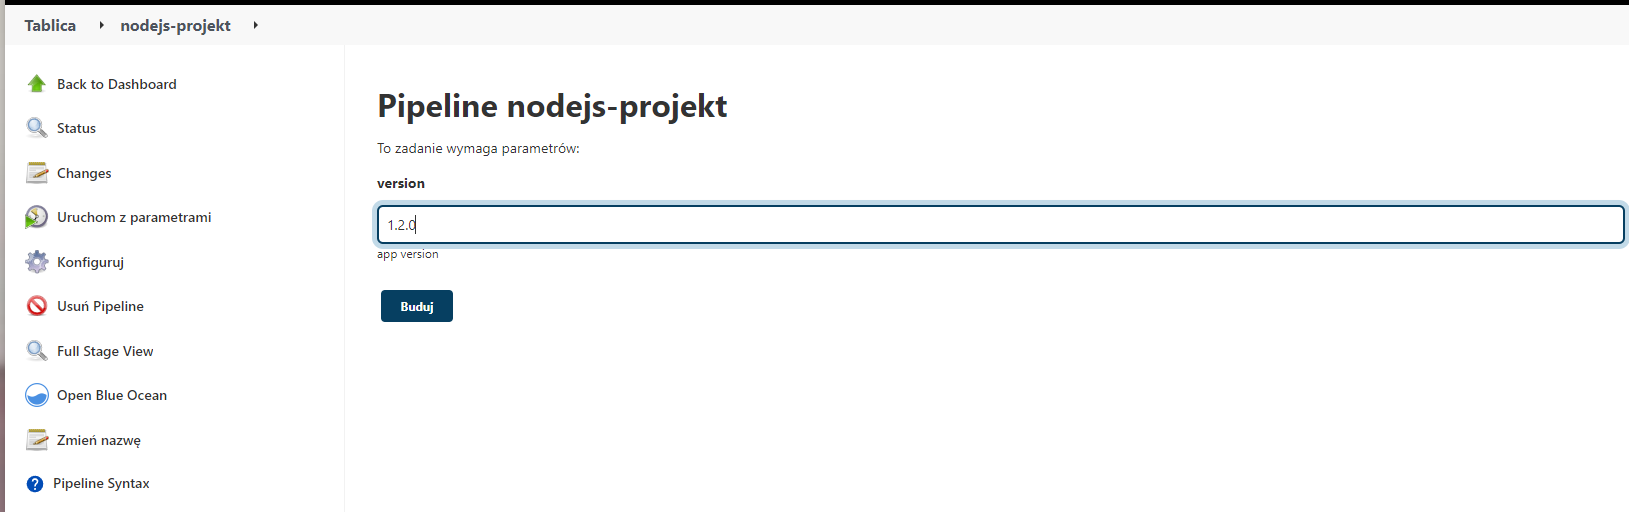 Tablica nodejs-projekt
Back to Dashboard
Status
Changes
Uruchom z parametrami
Konfiguruj
Usuń Pipeline
Full Stage View
Open Blue Ocean
Zmień nazwę
Pipeline Syntax
Pipeline nodejs-projekt
To zadanie wymaga parametrów:
version
1.2.0
app version
Buduj